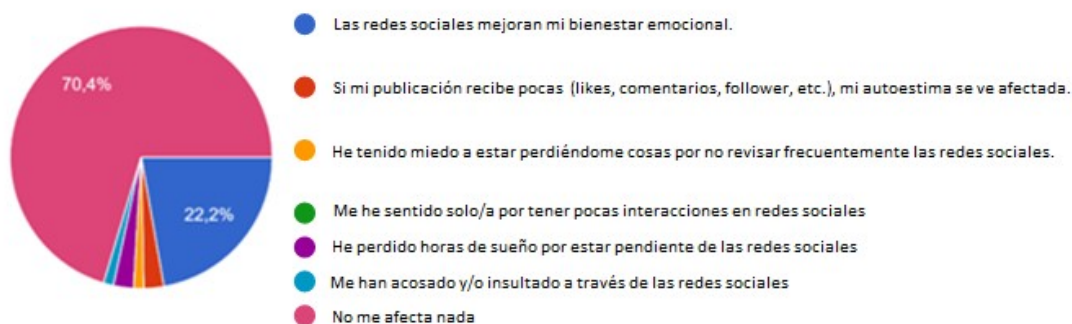 Las redes sociales mejoran mi bienestar emocional.
70,4%
Si mi publicación recibe pocas (likes, comentarios, follower, etc.), mi autoestima se ve afectada.
He tenido miedo a estar perdiéndome cosas por no revisar frecuentemente las redes sociales.
22,2%
Me he sentido solo/a por tener pocas interacciones en redes sociales
He perdido horas de sueño por estar pendiente de las redes sociales
Me han acosado y/o insultado a través de las redes sociales
No me afecta nada